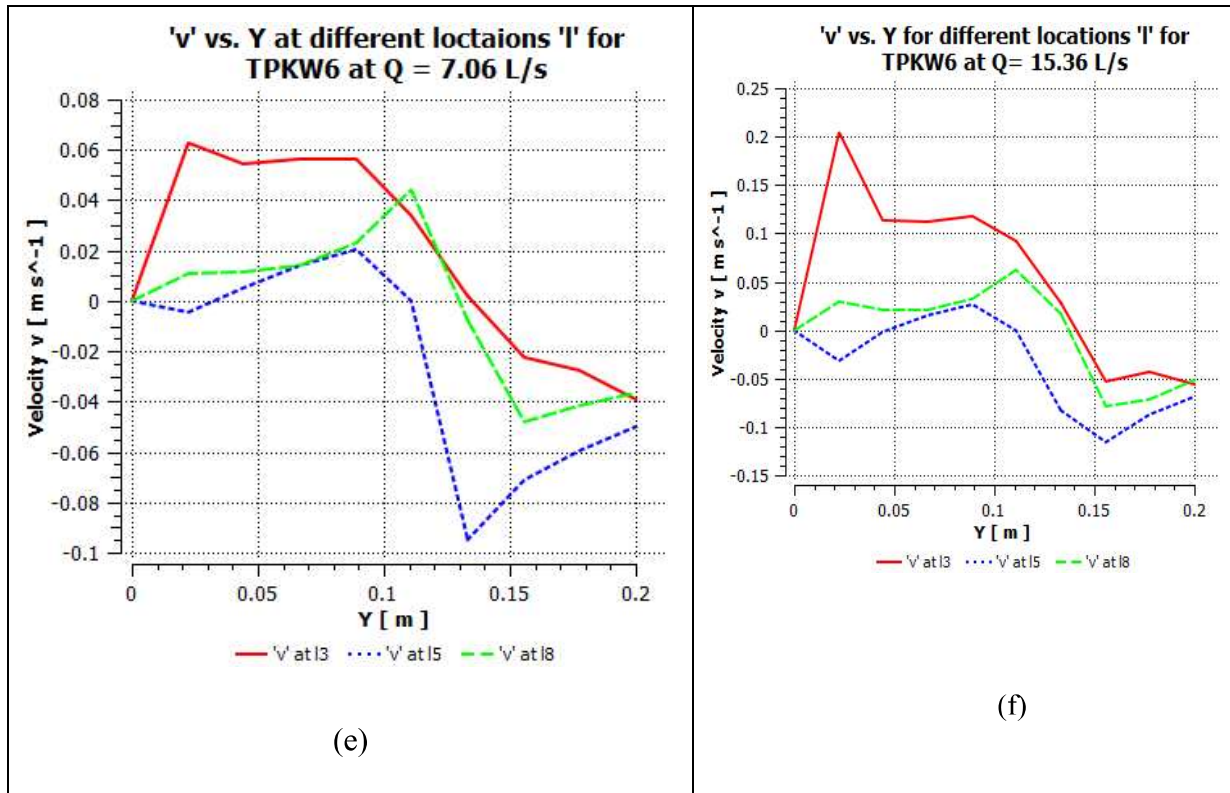 'v' vs. Y at different loctaions 'l' for
TPKW6 at Q = 7.06 L/s
0.08
0.06
0.04
0.02
0
-0.02
-0.04
-0.06
-0.08
-0.1
Velocity v [ m s^-1 ]
0 0.05 0.1 0.15 0.2
Y [ m ]
'v' at l3 'v' at l5 'v' at l8
(e)
'v' vs. Y for different locations 'l' for
TPKW6 at Q= 15.36 L/s
0.25
0.2
0.15
0.1
0.05
0
-0.05
-0.1
-0.15
Velocity v [ m s^-1 ]
0 0.05 0.1 0.15 0.2
Y [ m ]
'v' at l3 'v' at l5 'v' at l8
(f)